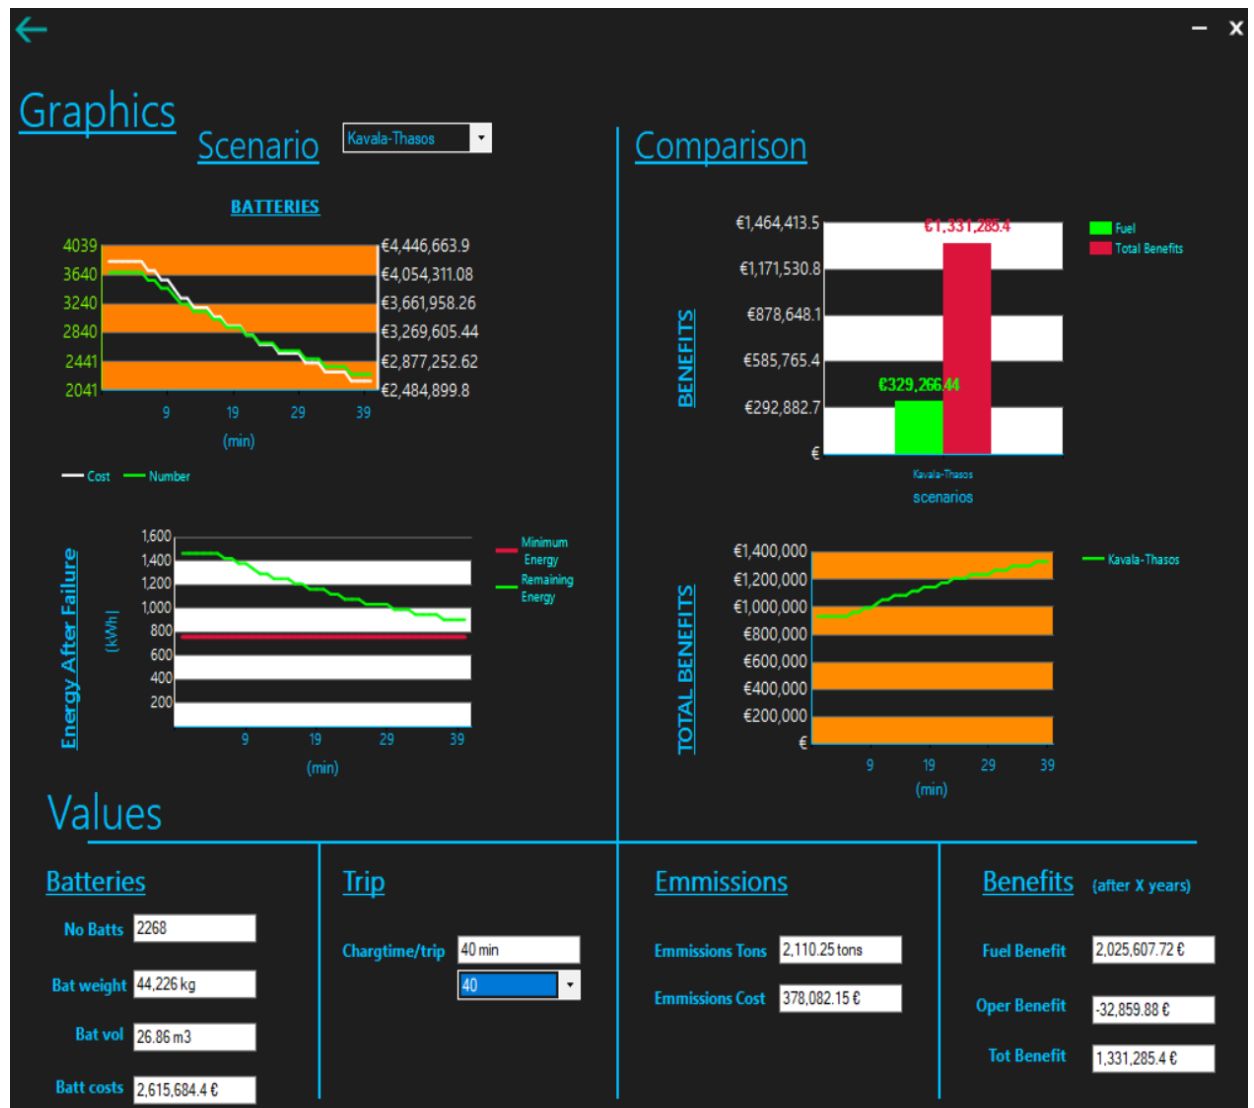 Graphics
Scenario
Kavala-Thasos
BATTERIES
4039
3640
3240
2840
2441
2041
€4,446,663.9
€4,054,311.08
€3,661,958.26
€3,269,605.44
€2,877,252.62
€2,484,899.8
9 19 29 39
(min)
Cost Number
Energy After Failure
(kWh)
1,600
1,400
1,200
1,000
800
600
400
200
9 19 29 39
(min)
Minimum
Energy
Remaining
Energy
Comparison
BENEFITS
€1,464,413.5
€1,171,530.8
€878,648.1
€585,765.4
€292,882.7
€
€1,331,285.4
€329,266.44
Fuel
Total Benefits
Kavala-Thasos
scenarios
TOTAL BENEFITS
€1,400,000
€1,200,000
€1,000,000
€800,000
€600,000
€400,000
€200,000
€
9 19 29 39
(min)
Kavala-Thasos
Values
Batteries
No Batts 2268
Bat weight 44,226 kg
Bat vol 26.86 m3
Batt costs 2,615,684.4 €
Trip
Chargtime/trip 40 min
40
Emmissions
Emmissions Tons 2,110.25 tons
Emmissions Cost 378,082.15 €
Benefits (after X years)
Fuel Benefit 2,025,607.72 €
Oper Benefit -32,859.88 €
Tot Benefit 1,331,285.4 €